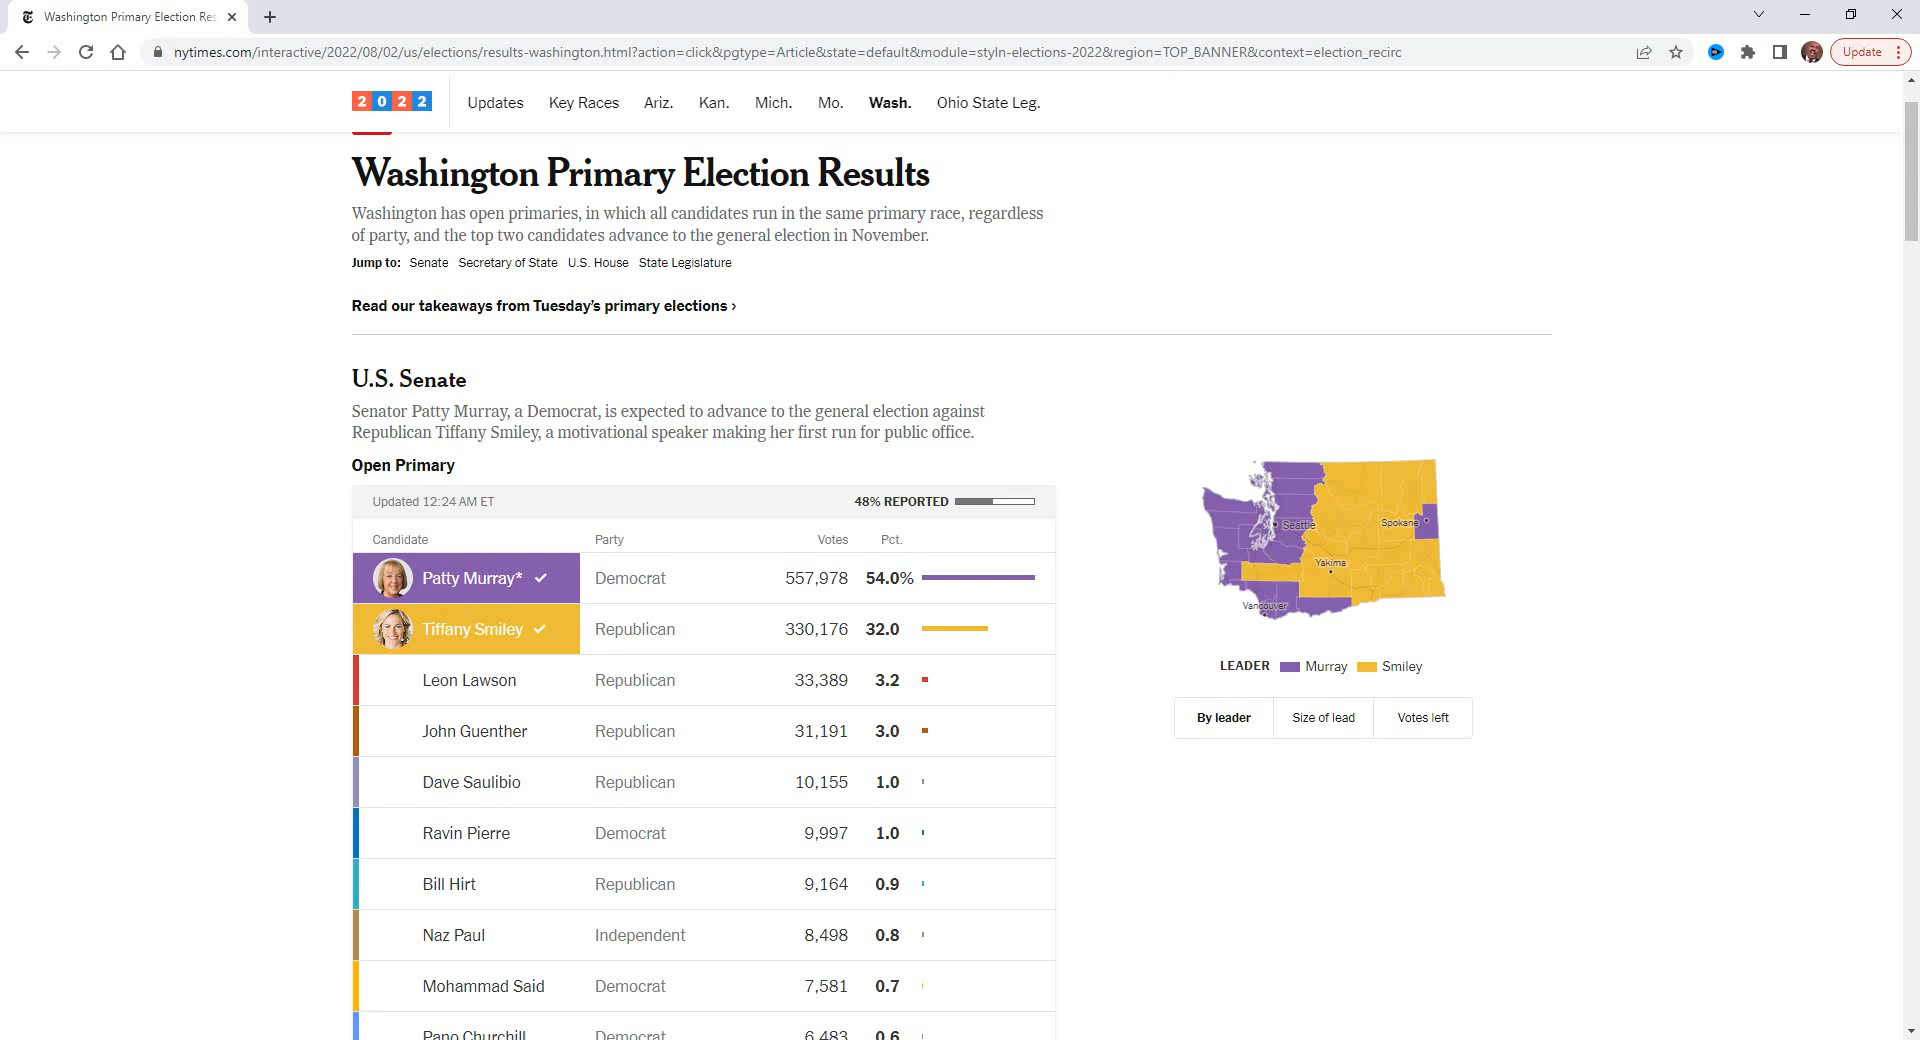 Washington Primary Election Res
nytimes.com/interactive/2022/08/02/us/elections/results-washington.html?action=click&pgtype=Article&state=default&module=styln-elections-2022&region=TOP_BANNER&context=election_recirc
Update
2022 Updates Key Races Ariz. Kan. Mich. Mo. Wash. Ohio State Leg.
Washington Primary Election Results
Washington has open primaries, in which all candidates run in the same primary race, regardless
of party, and the top two candidates advance to the general election in November.
Jump to: Senate Secretary of State U.S. House State Legislature
Read our takeaways from Tuesday's primary elections ›
U.S. Senate
Senator Patty Murray, a Democrat, is expected to advance to the general election against
Republican Tiffany Smiley, a motivational speaker making her first run for public office.
Open Primary
Updated 12:24 AM ET 48% REPORTED
Candidate Party Votes Pct.
Patty Murray* ✓ Democrat 557,978 54.0%
Tiffany Smiley ✓ Republican 330,176 32.0
Leon Lawson Republican 33,389 3.2
John Guenther Republican 31,191 3.0
Dave Saulibio Republican 10,155 1.0
Ravin Pierre Democrat 9,997 1.0
Bill Hirt Republican 9,164 0.9
Naz Paul Independent 8,498 0.8
Mohammad Said Democrat 7,581 0.7
Pano Churchill Democrat 6,483 0.6
Seattle
Spokane
Yakima
Vancouver
LEADER Murray Smiley
By leader Size of lead Votes left